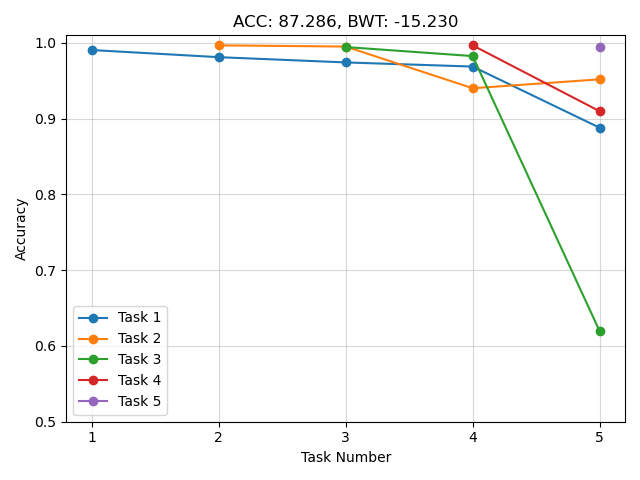 ACC: 87.286, BWT: -15.230
1.0
0.9
0.8
0.7
0.6
0.5
Accuracy
Task 1
Task 2
Task 3
Task 4
Task 5
1 2 3 4 5
Task Number